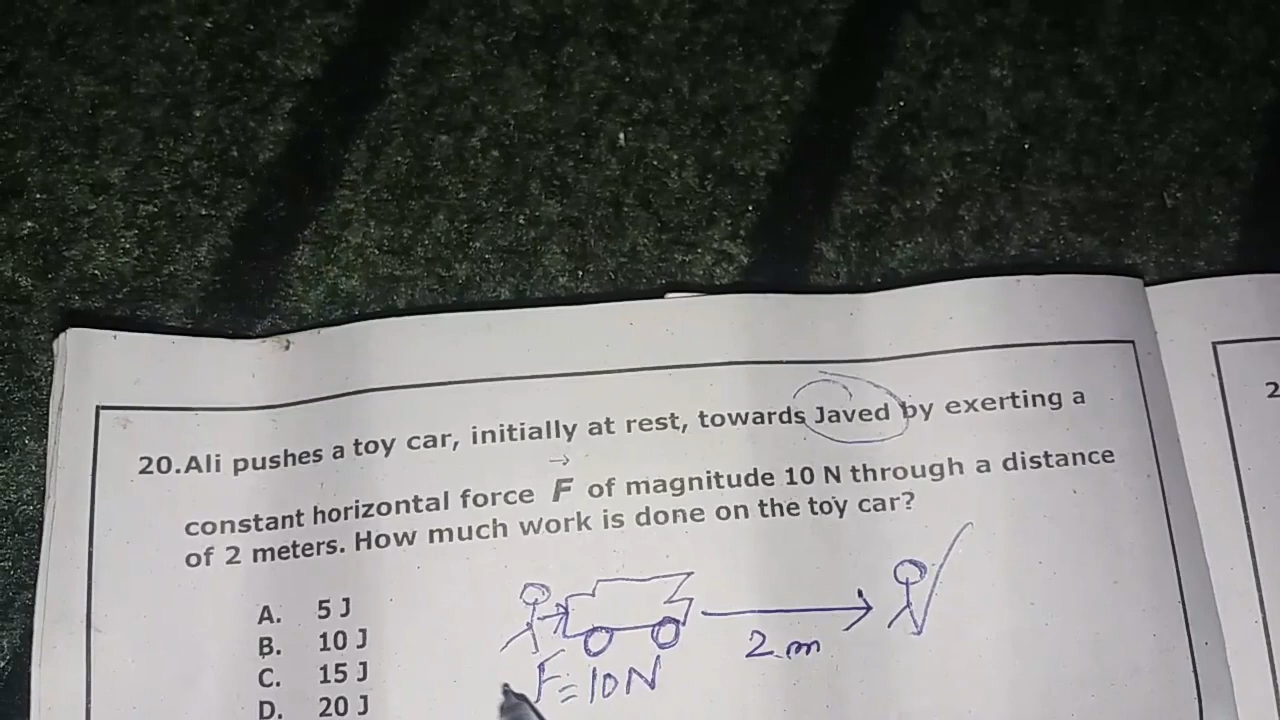 20.Ali pushes a toy car, initially at rest, towards Javed by exerting a
constant horizontal force F⃗ of magnitude 10 N through a distance
of 2 meters. How much work is done on the toy car?
A. 5 J
B. 10 J
C. 15 J
D. 20 J
2 m
F = 10N
2